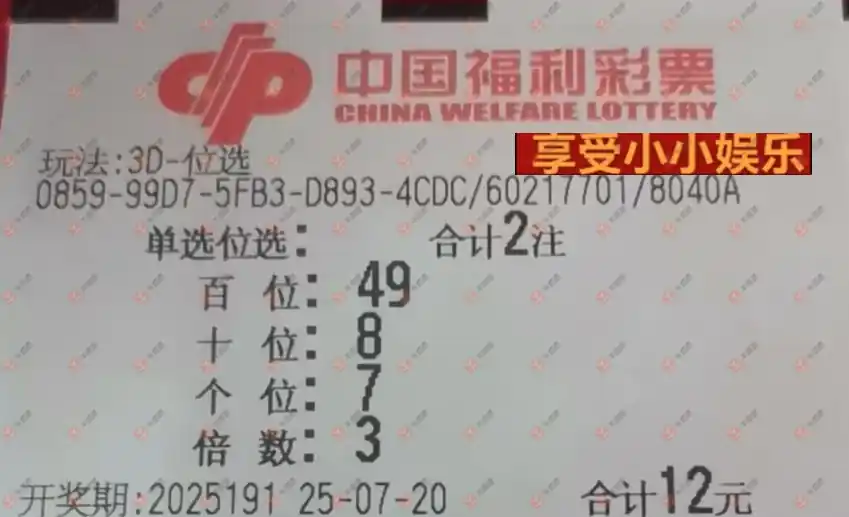 中国福利彩票
CHINA WELFARE LOTTERY
享受小小娱乐
玩法:3D-位选
0859-99D7-5FB3-D893-4CDC/60217701/8040A
单选位选: 合计2注
百 位: 49
十 位: 8
个 位: 7
倍 数: 3
开奖期:2025191 25-07-20 合计12元